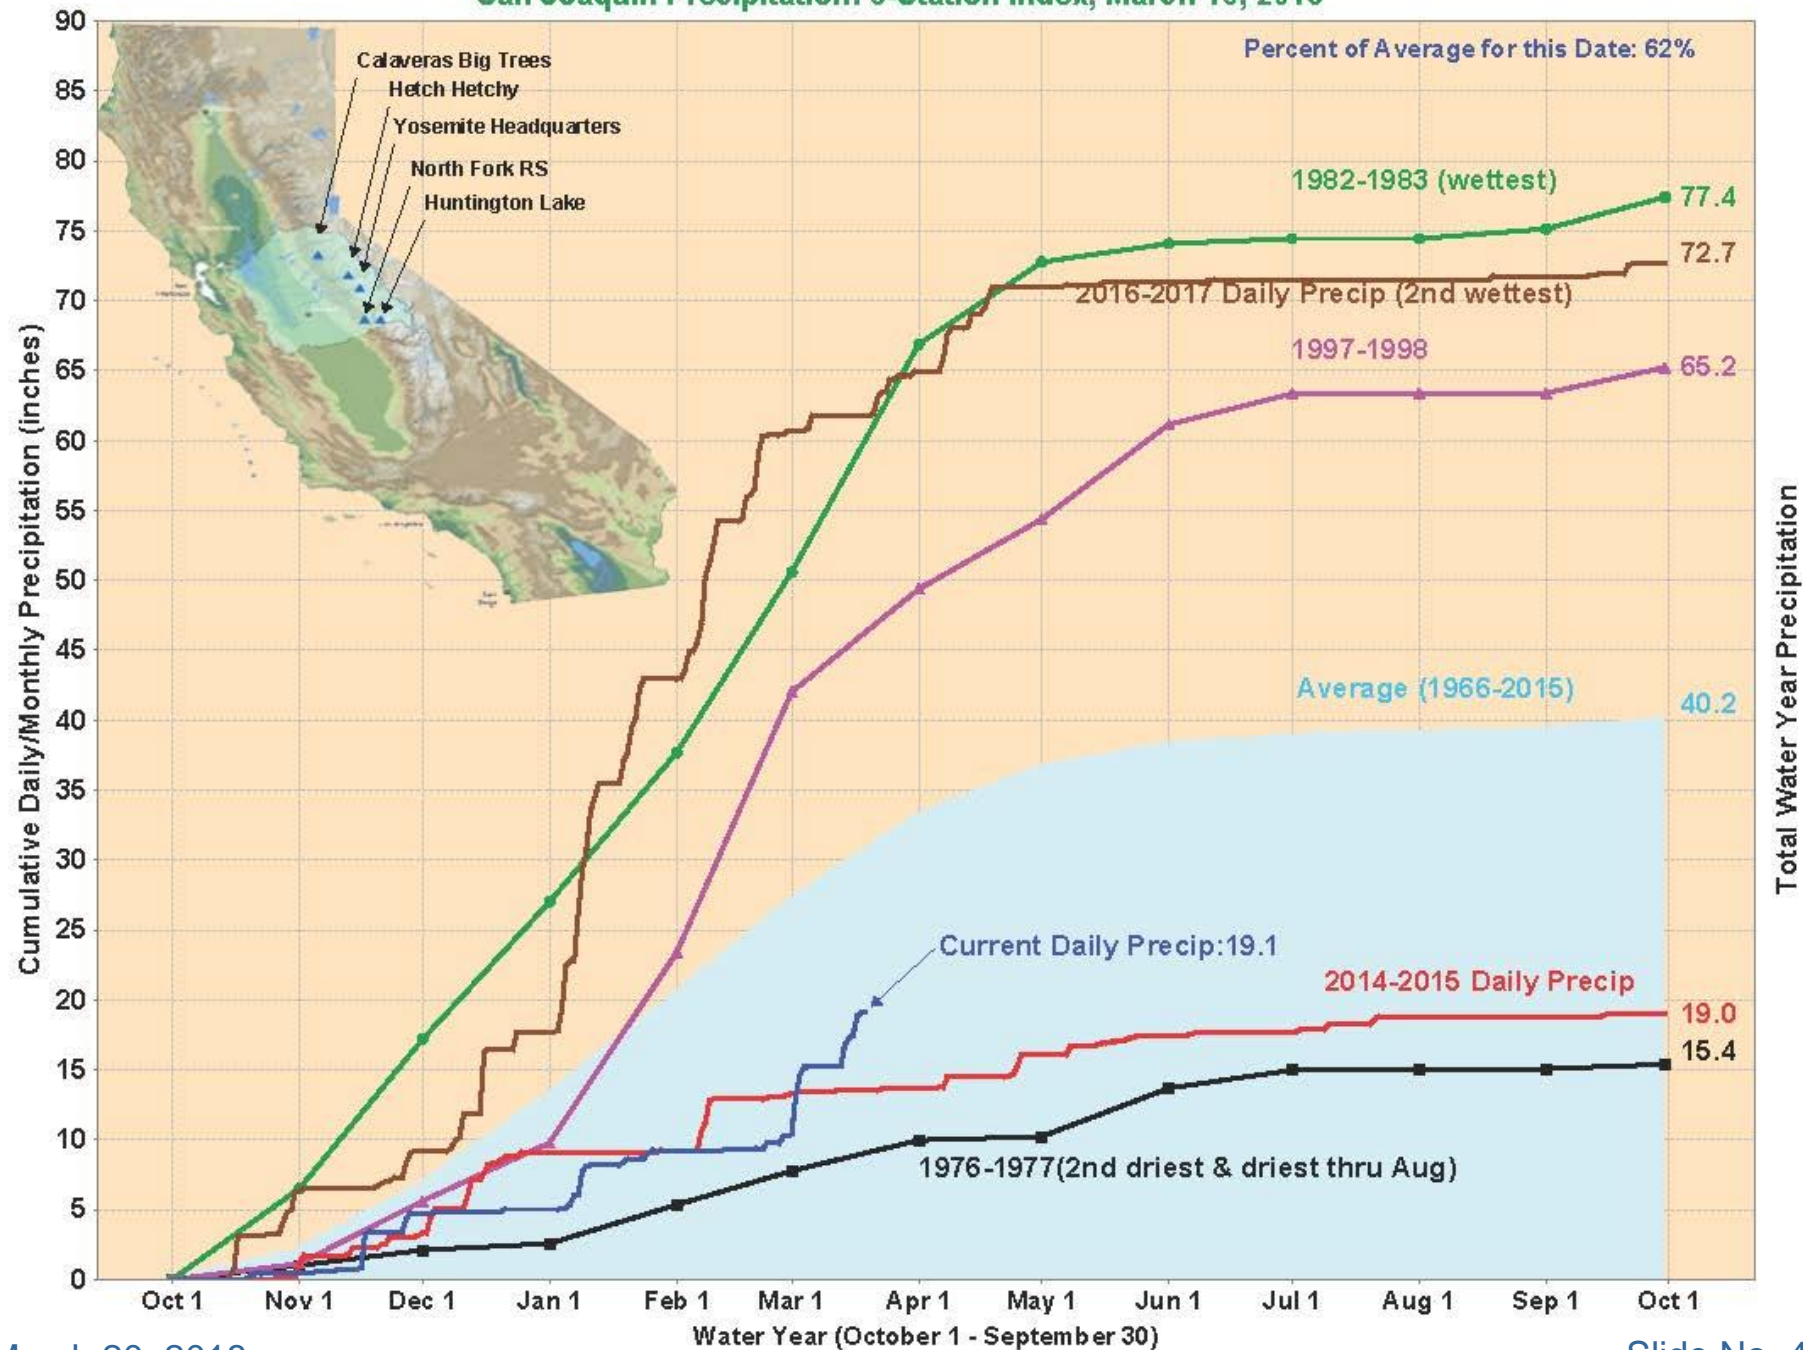 Percent of Average for this Date: 62%
Calaveras Big Trees
Hetch Hetchy
Yosemite Headquarters
North Fork RS
Huntington Lake
1982-1983 (wettest)
77.4
72.7
2016-2017 Daily Precip (2nd wettest)
1997-1998
65.2
Average (1966-2015)
40.2
Current Daily Precip:19.1
2014-2015 Daily Precip
19.0
15.4
1976-1977(2nd driest & driest thru Aug)
Cumulative Daily/Monthly Precipitation (inches)
90
85
80
75
70
65
60
55
50
45
40
35
30
25
20
15
10
5
0
Total Water Year Precipitation
Oct 1 Nov 1 Dec 1 Jan 1 Feb 1 Mar 1 Apr 1 May 1 Jun 1 Jul 1 Aug 1 Sep 1 Oct 1
Water Year (October 1 - September 30)
Slide No. 4